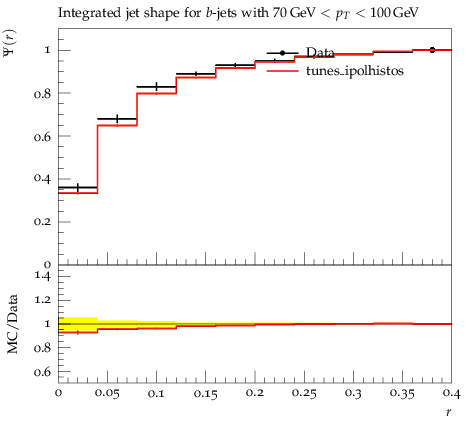 Integrated jet shape for b-jets with 70 GeV < p_T < 100 GeV
Ψ(r)
Data
tunes_ipolhistos
1
0.8
0.6
0.4
0.2
0
MC/Data
1.4
1.2
1
0.8
0.6
0 0.05 0.1 0.15 0.2 0.25 0.3 0.35 0.4
r